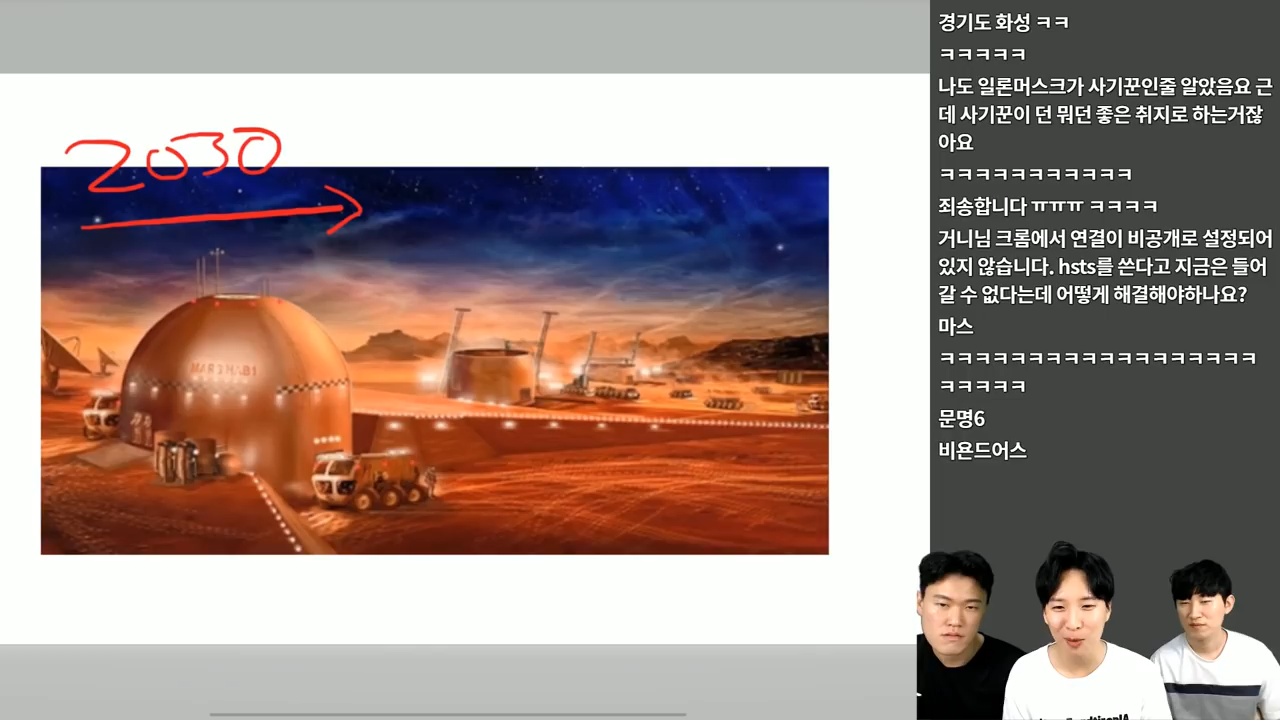 2030
MARS HAB1
경기도 화성 ㅋㅋ
ㅋㅋㅋㅋㅋ
나도 일론머스크가 사기꾼인줄 알았음요 근
데 사기꾼이 던 뭐던 좋은 취지로 하는거잖
아요
ㅋㅋㅋㅋㅋㅋㅋㅋㅋㅋㅋ
죄송합니다 ㅠㅠㅠ ㅋㅋㅋㅋ
거니님 크롬에서 연결이 비공개로 설정되어
있지 않습니다. hsts를 쓴다고 지금은 들어
갈 수 없다는데 어떻게 해결해야하나요?
마스
ㅋㅋㅋㅋㅋㅋㅋㅋㅋㅋㅋㅋㅋㅋㅋㅋㅋㅋ
ㅋㅋㅋㅋㅋ
문명6
비욘드어스